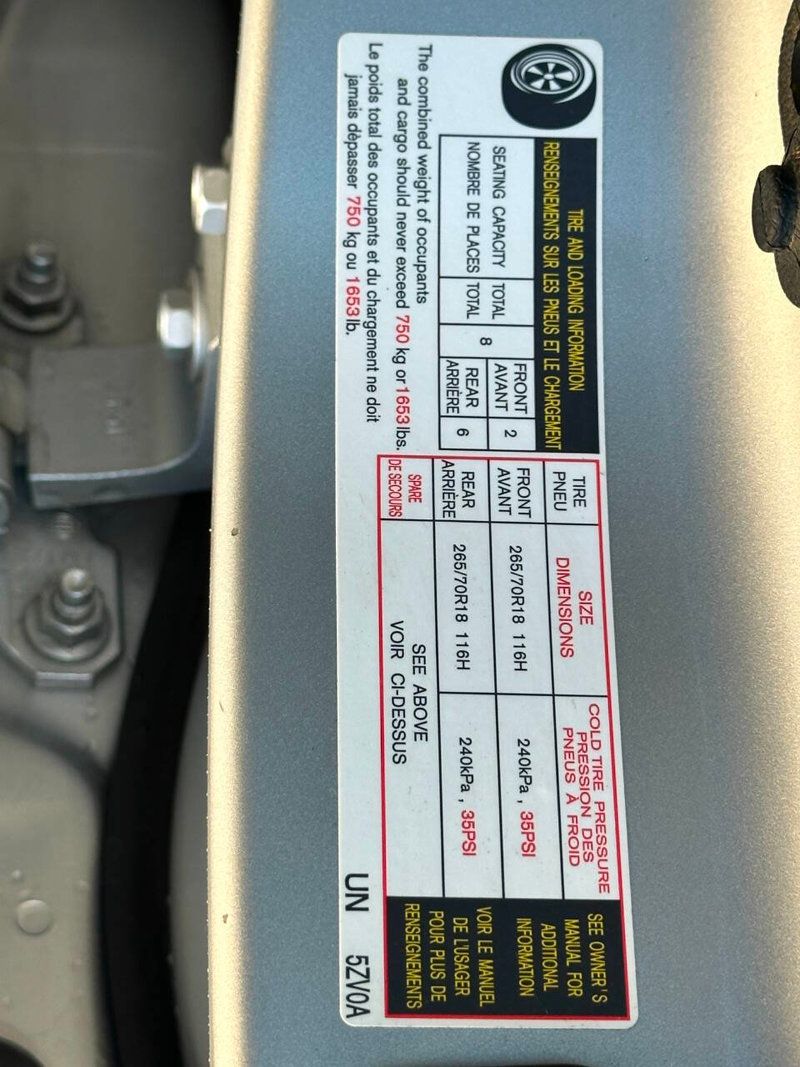 TIRE AND LOADING INFORMATION
RENSEIGNEMENTS SUR LES PNEUS ET LE CHARGEMENT
SEATING CAPACITY
NOMBRE DE PLACES
TOTAL
TOTAL
8
FRONT
AVANT
2
REAR
ARRIÈRE
6
The combined weight of occupants
and cargo should never exceed 750 kg or 1653 lbs.
Le poids total des occupants et du chargement ne doit
jamais dépasser 750 kg ou 1653 lb.
TIRE
PNEU
SIZE
DIMENSIONS
COLD TIRE PRESSURE
PRESSION DES
PNEUS À FROID
FRONT
AVANT
265/70R18 116H
240kPa , 35PSI
REAR
ARRIÈRE
265/70R18 116H
240kPa , 35PSI
SPARE
DE SECOURS
SEE ABOVE
VOIR CI-DESSUS
SEE OWNER'S
MANUAL FOR
ADDITIONAL
INFORMATION
VOIR LE MANUEL
DE L'USAGER
POUR PLUS DE
RENSEIGNEMENTS
UN 5ZV0A